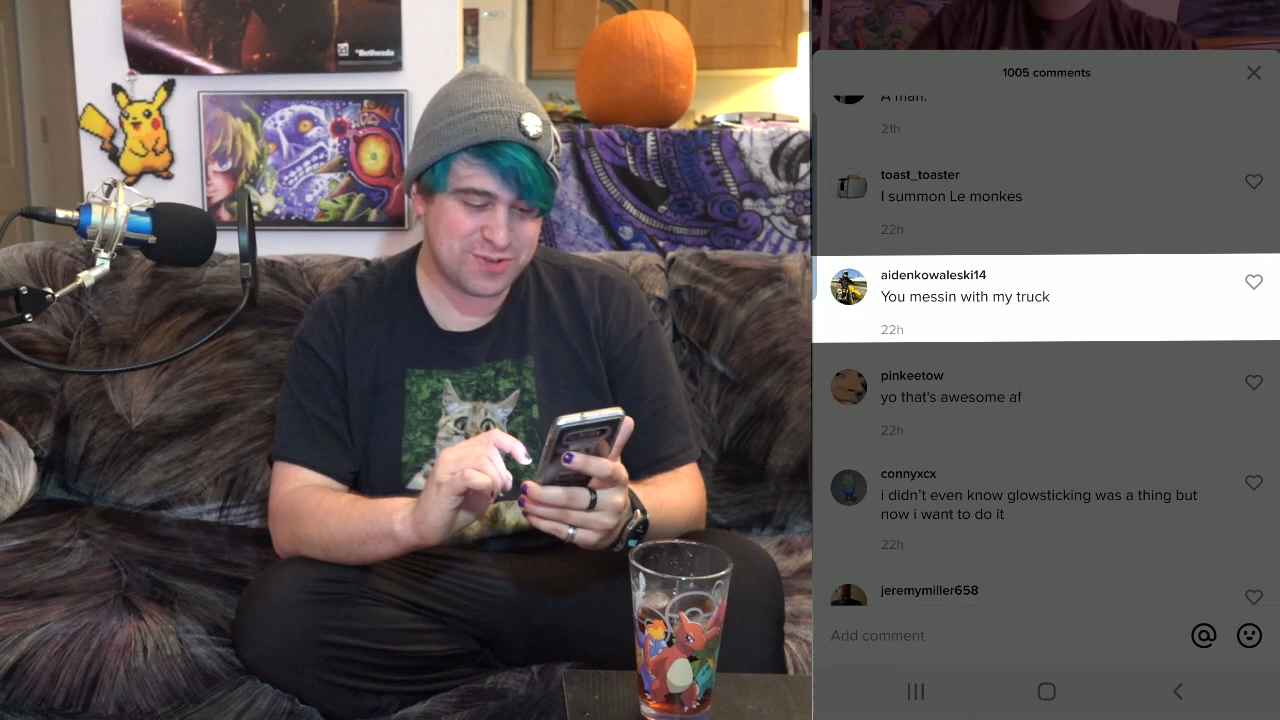 Bethesda
1005 comments
A man.
21h
toast_toaster
I summon Le monkes
22h
aidenkowaleski14
You messin with my truck
22h
pinkeetow
yo that's awesome af
22h
connyxcx
i didn't even know glowsticking was a thing but
now i want to do it
22h
jeremymiller658
Add comment